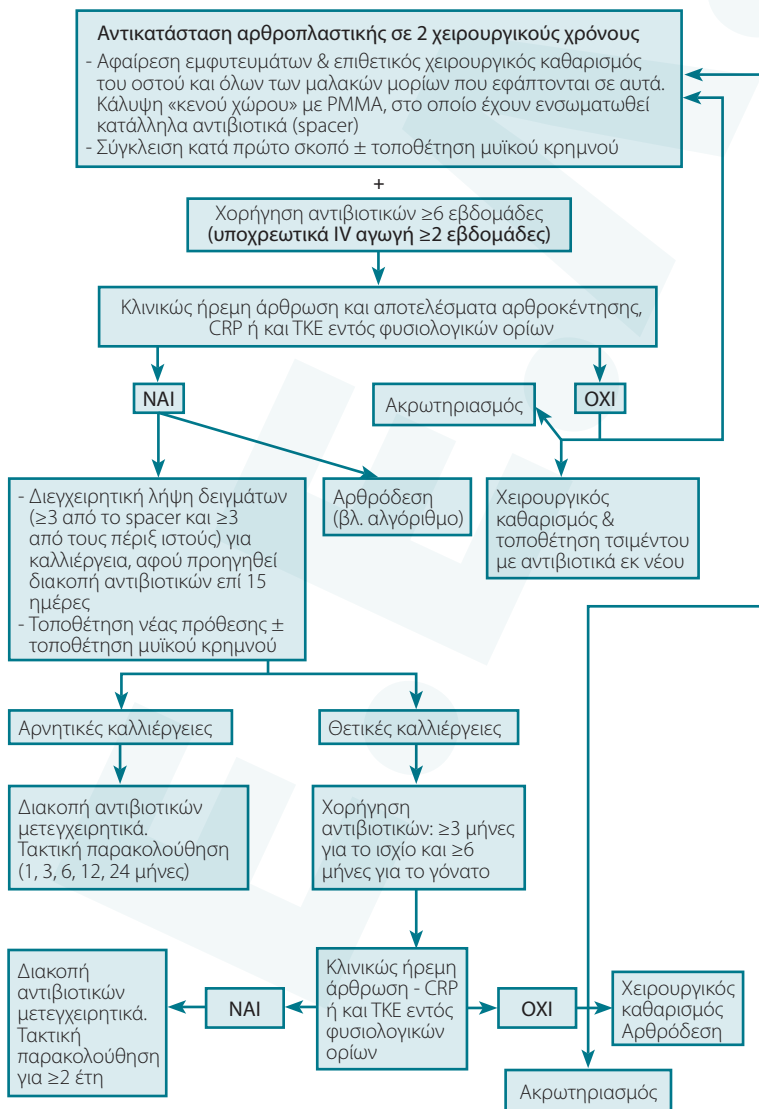 Αντικατάσταση αρθροπλαστικής σε 2 χειρουργικούς χρόνους
- Αφαίρεση εμφυτευμάτων & επιθετικός χειρουργικός καθαρισμός
του οστού και όλων των μαλακών μορίων που εφάπτονται σε αυτά.
Κάλυψη «κενού χώρου» με PMMA, στο οποίο έχουν ενσωματωθεί
κατάλληλα αντιβιοτικά (spacer)
- Σύγκλειση κατά πρώτο σκοπό ± τοποθέτηση μυϊκού κρημνού
+
Χορήγηση αντιβιοτικών ≥6 εβδομάδες
(υποχρεωτικά IV αγωγή ≥2 εβδομάδες)
Κλινικώς ήρεμη άρθρωση και αποτελέσματα αρθροκέντησης,
CRP ή και ΤΚΕ εντός φυσιολογικών ορίων
ΝΑΙ
ΟΧΙ
Ακρωτηριασμός
- Διεγχειρητική λήψη δειγμάτων
(≥3 από το spacer και ≥3
από τους πέριξ ιστούς) για
καλλιέργεια, αφού προηγηθεί
διακοπή αντιβιοτικών επί 15
ημέρες
- Τοποθέτηση νέας πρόθεσης ±
τοποθέτηση μυϊκού κρημνού
Αρθρόδεση
(βλ. αλγόριθμο)
Χειρουργικός
καθαρισμός &
τοποθέτηση τσιμέντου
με αντιβιοτικά εκ νέου
Αρνητικές καλλιέργειες
Θετικές καλλιέργειες
Διακοπή αντιβιοτικών
μετεγχειρητικά.
Τακτική παρακολούθηση
(1, 3, 6, 12, 24 μήνες)
Χορήγηση
αντιβιοτικών: ≥3 μήνες
για το ισχίο και ≥6
μήνες για το γόνατο
Διακοπή
αντιβιοτικών
μετεγχειρητικά.
Τακτική
παρακολούθηση
για ≥2 έτη
ΝΑΙ
Κλινικώς ήρεμη
άρθρωση - CRP
ή και ΤΚΕ εντός
φυσιολογικών
ορίων
ΟΧΙ
Χειρουργικός
καθαρισμός
Αρθρόδεση
Ακρωτηριασμός